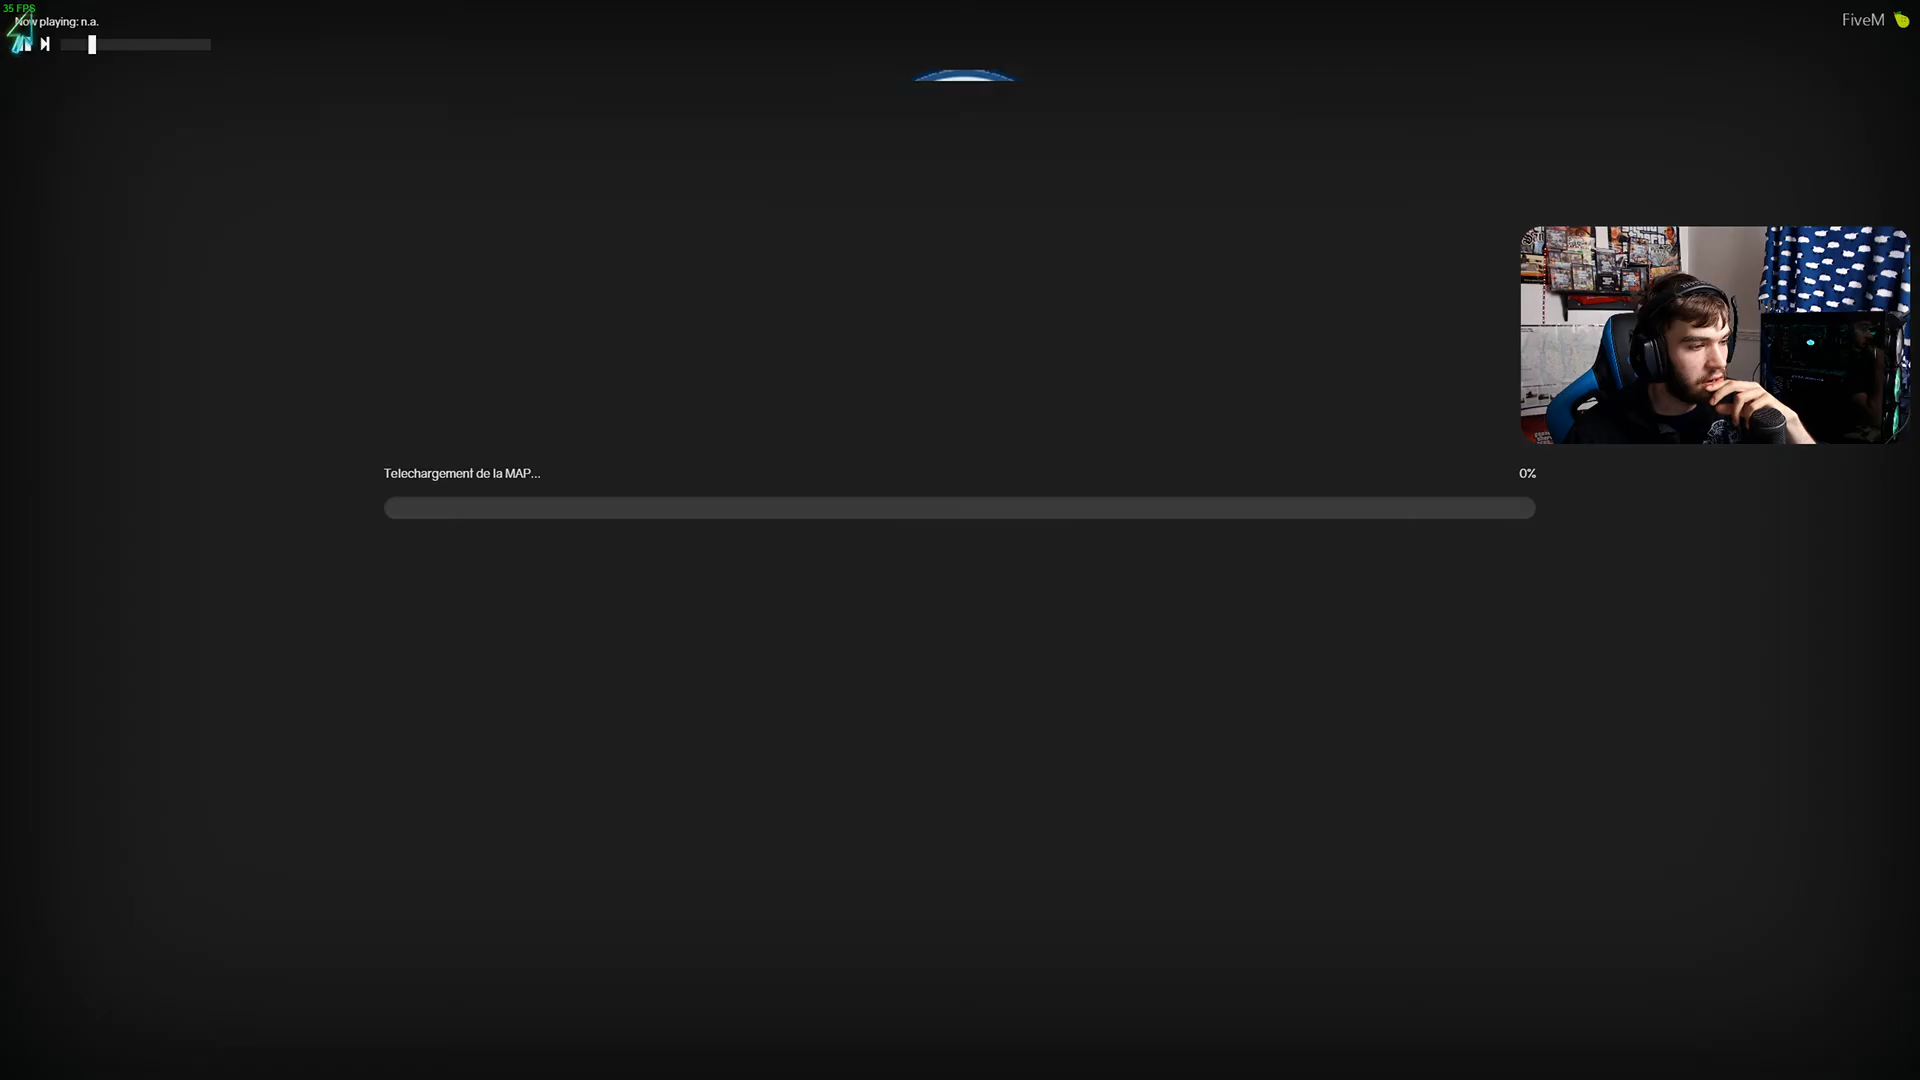 35 FPS
Now playing: n.a.
FiveM
Telechargement de la MAP...
0%